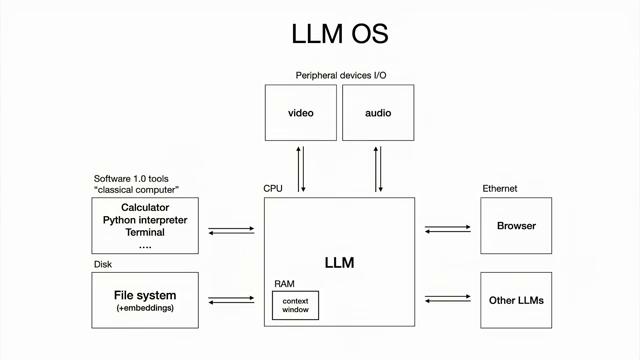 LLM OS
Peripheral devices I/O
video
audio
Software 1.0 tools
“classical computer”
CPU
Ethernet
Calculator
Python interpreter
Terminal
....
Browser
LLM
Disk
RAM
File system
(+embeddings)
context
window
Other LLMs